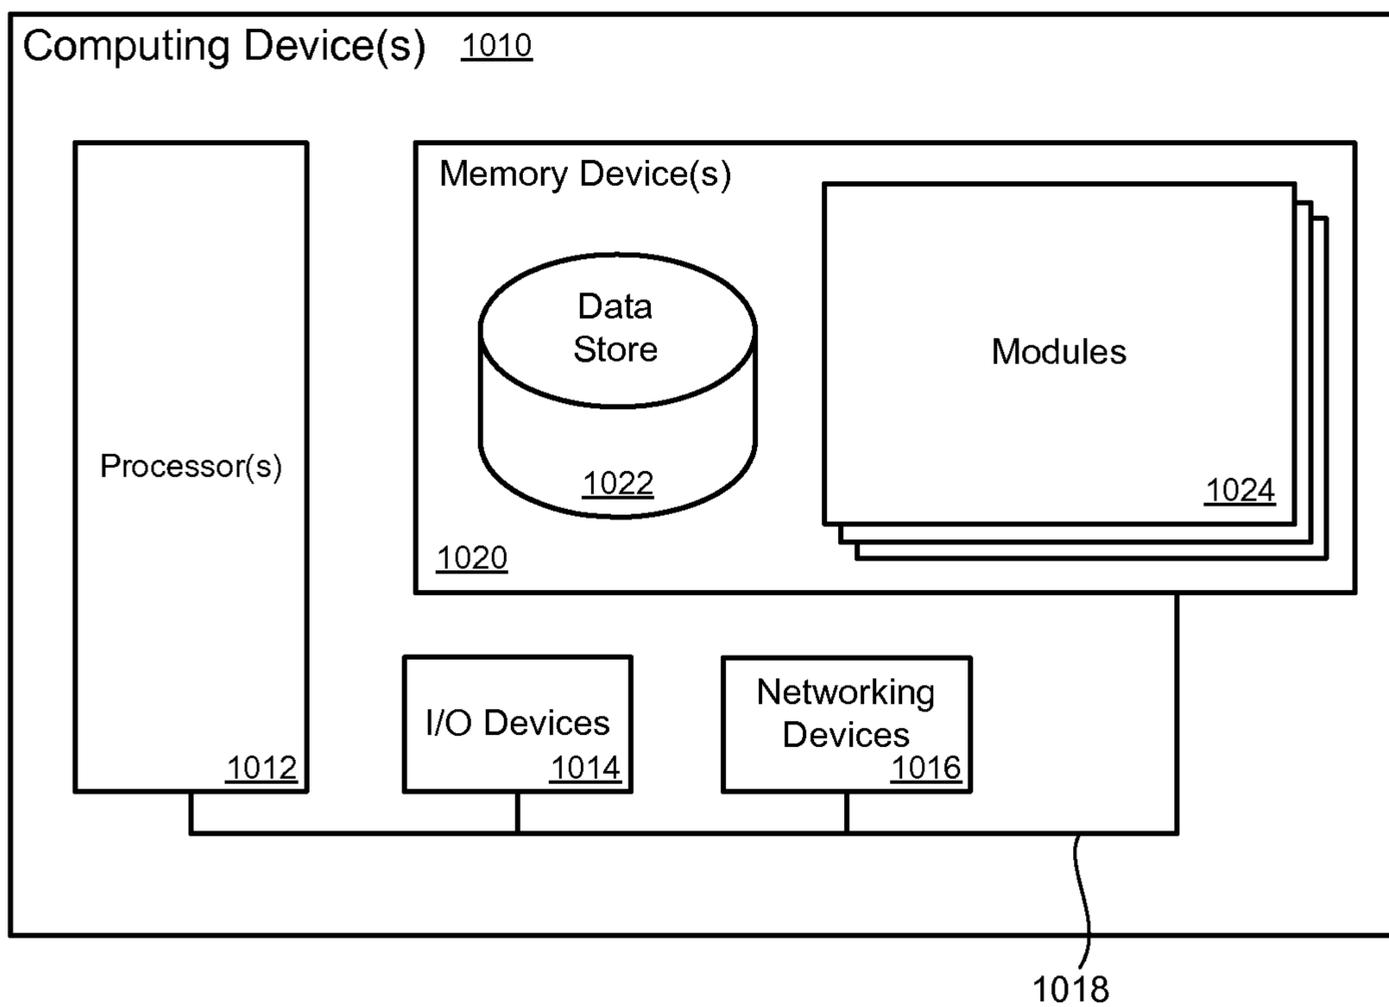 Computing Device(s) 1010
Memory Device(s)
Data
Store
1022
Modules
1024
1020
Processor(s)
1012
I/O Devices
1014
Networking
Devices
1016
1018